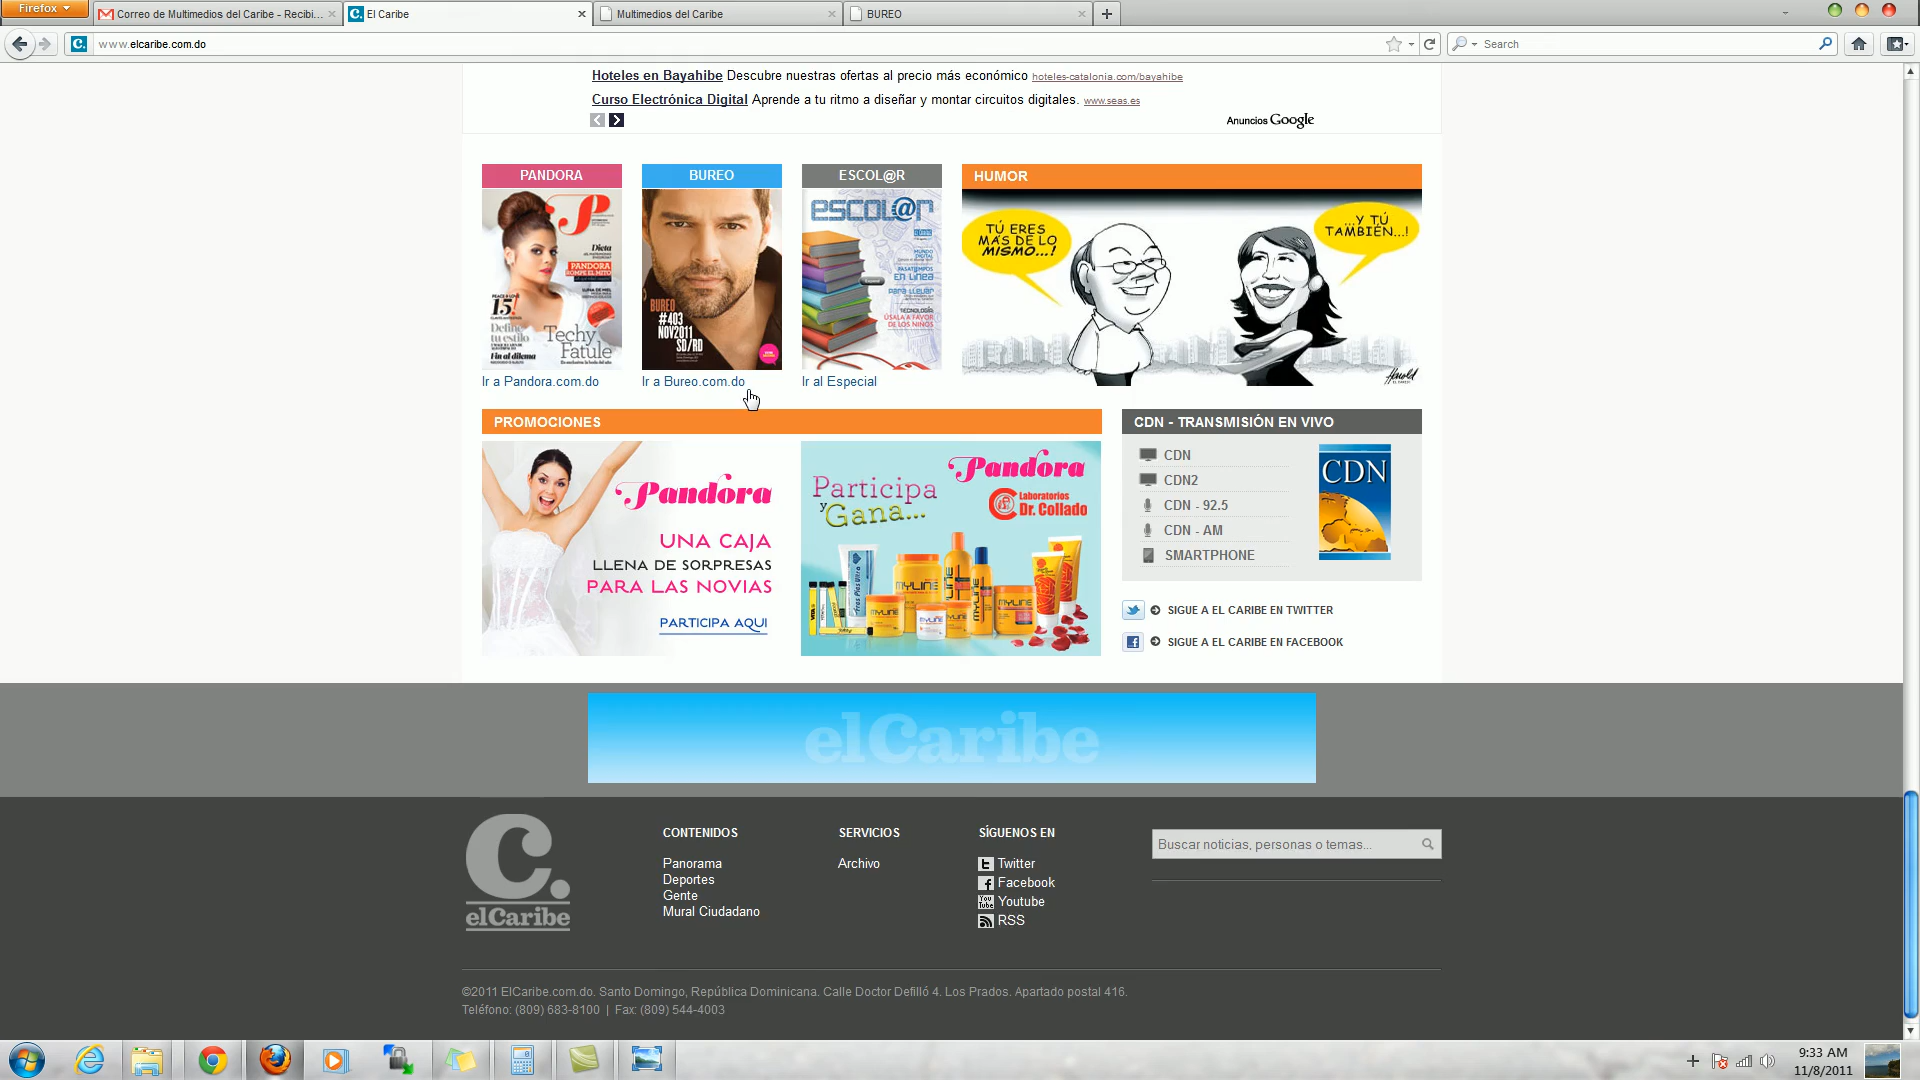 Firefox
Correo de Multimedios del Caribe - Recibi...
El Caribe
Multimedios del Caribe
BUREO
www.elcaribe.com.do
Search
Hoteles en Bayahibe Descubre nuestras ofertas al precio más económico hoteles-catalonia.com/bayahibe
Curso Electrónica Digital Aprende a tu ritmo a diseñar y montar circuitos digitales. www.seas.es
Anuncios Google
PANDORA
BUREO
ESCOL@R
HUMOR
Dieta
PANDORA
ROMPE EL MITO
LUNA DE MIEL
PEACE & LOVE
15!
Define
tu estilo
Fin al dilema
Techy
Fatule
BUREO
#403
NOV2011
SD/RD
ESCOL@R
MUNDO
DIGITAL
PASATIEMPOS
EN LÍNEA
PARA LLEVAR
TECNOLOGÍA:
ÚSALA A FAVOR
DE LOS NIÑOS
TÚ ERES
MÁS DE LO
MISMO...!
...Y TÚ
TAMBIÉN...!
Harold
Ir a Pandora.com.do
Ir a Bureo.com.do
Ir al Especial
PROMOCIONES
CDN - TRANSMISIÓN EN VIVO
Pandora
UNA CAJA
LLENA DE SORPRESAS
PARA LAS NOVIAS
PARTICIPA AQUI
Participa
y Gana...
Pandora
Laboratorios
Dr. Collado
MYLINE
MYLINE
MYLINE
MYLINE
CDN
CDN2
CDN - 92.5
CDN - AM
SMARTPHONE
CDN
SIGUE A EL CARIBE EN TWITTER
SIGUE A EL CARIBE EN FACEBOOK
elCaribe
C.
elCaribe
CONTENIDOS
Panorama
Deportes
Gente
Mural Ciudadano
SERVICIOS
Archivo
SÍGUENOS EN
Twitter
Facebook
You Tube Youtube
RSS
Buscar noticias, personas o temas...
©2011 ElCaribe.com.do. Santo Domingo, República Dominicana. Calle Doctor Defilló 4. Los Prados. Apartado postal 416.
Teléfono: (809) 683-8100 | Fax: (809) 544-4003
9:33 AM
11/8/2011